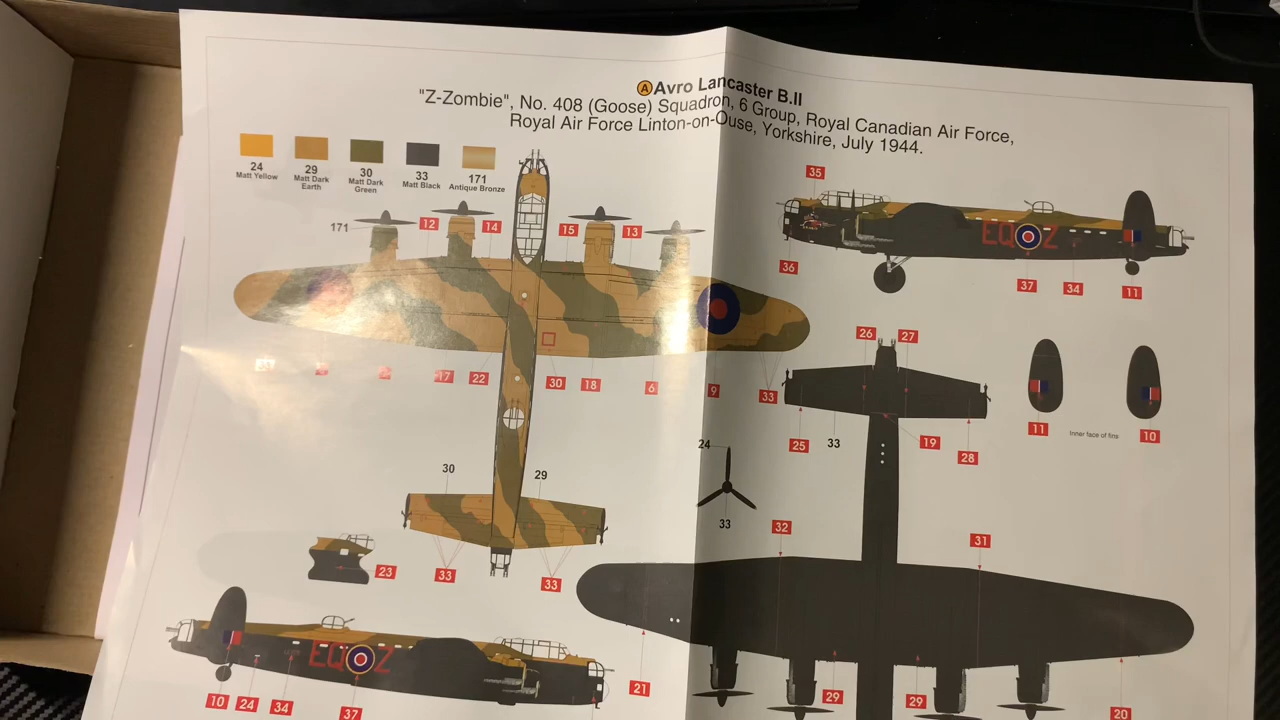 A Avro Lancaster B.II
"Z-Zombie", No. 408 (Goose) Squadron, 6 Group, Royal Canadian Air Force,
Royal Air Force Linton-on-Ouse, Yorkshire, July 1944.
24 29 30 33 171
Matt Yellow Matt Dark Earth Matt Dark Green Matt Black Antique Bronze
171 12 14 15 13
35
EQ Z
36 37 34 11
26 27
17 22 30 18 6 9 33
25 33 19 28
11 Inner face of fins 10
24
33
30 29
23 33 33
32 31
EQ Z
10 24 34 37
21 29 29 20